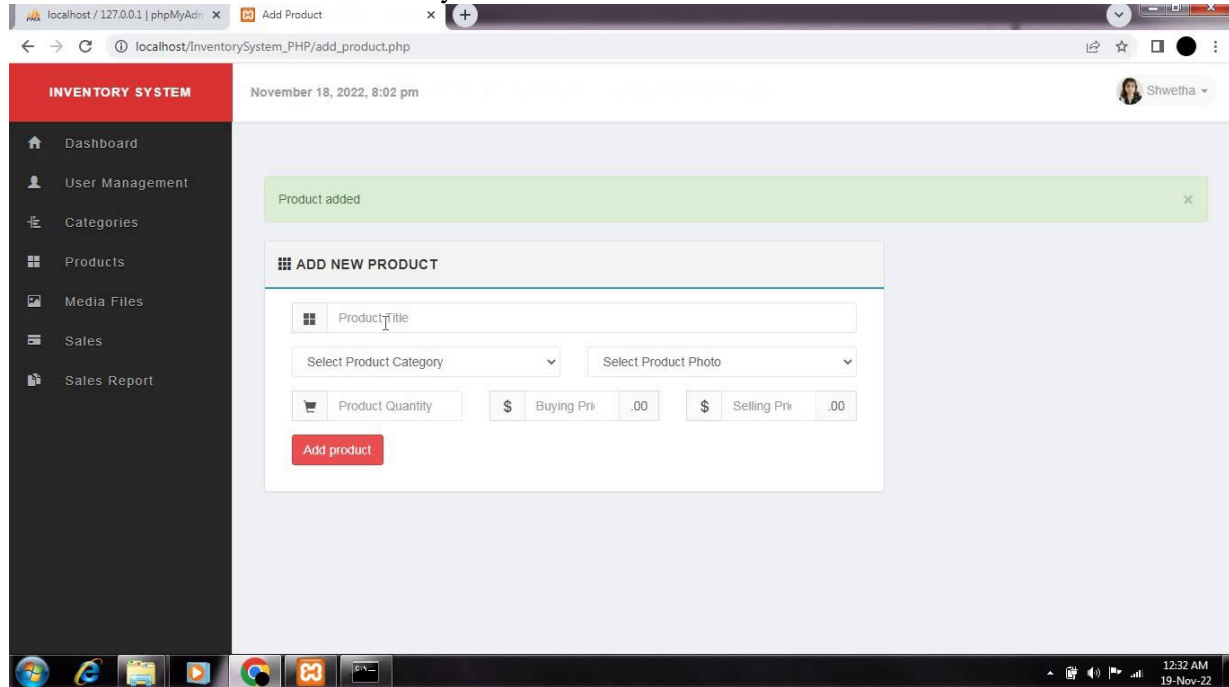 localhost / 127.0.0.1 | phpMyAdn
Add Product
localhost/InventorySystem_PHP/add_product.php
INVENTORY SYSTEM
November 18, 2022, 8:02 pm
Shwetha
Dashboard
User Management
Categories
Products
Media Files
Sales
Sales Report
Product added
ADD NEW PRODUCT
Product Title
Select Product Category
Select Product Photo
Product Quantity
$ Buying Pri .00
$ Selling Pri .00
Add product
12:32 AM
19-Nov-22